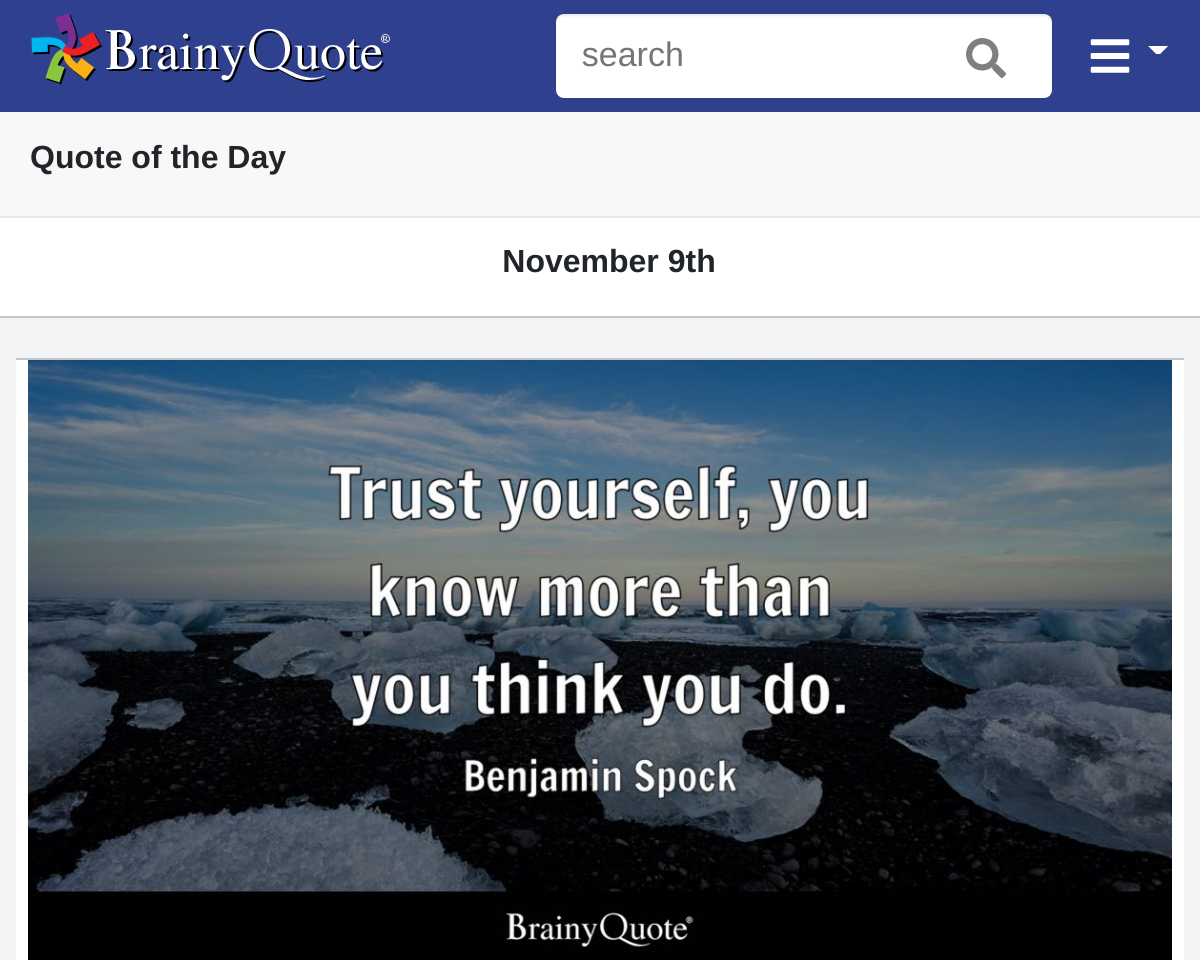 BrainyQuote®
search
Quote of the Day
November 9th
Trust yourself, you
know more than
you think you do.
Benjamin Spock
BrainyQuote®